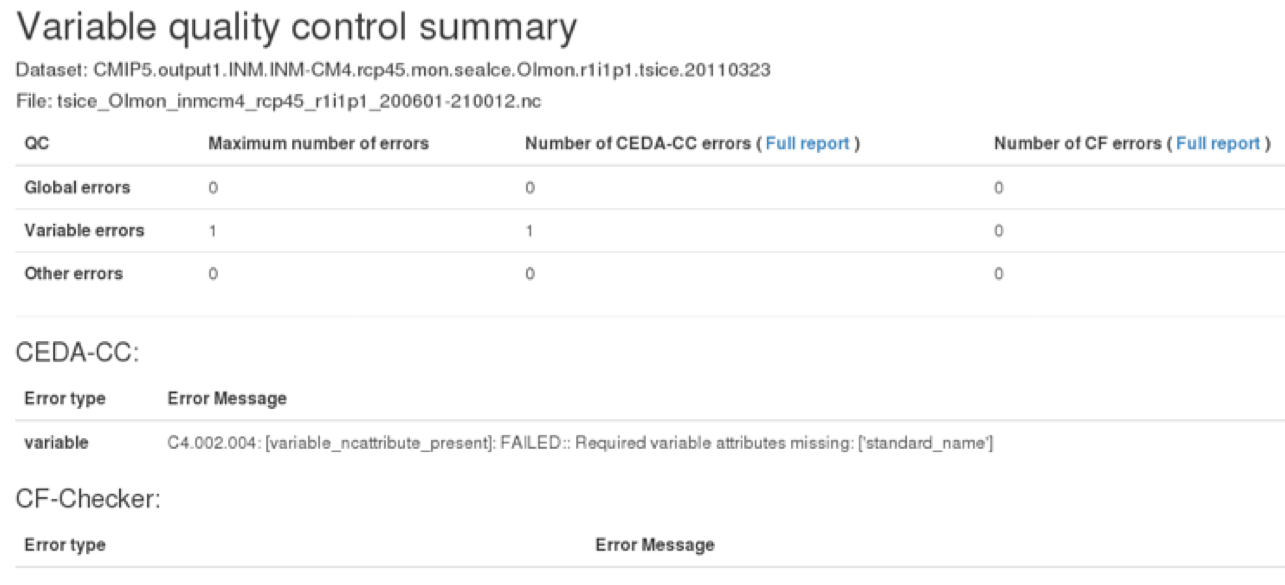 Variable quality control summary
Dataset: CMIP5.output1.INM.INM-CM4.rcp45.mon.seaIce.OImon.r1i1p1.tsice.20110323
File: tsice_OImon_inmcm4_rcp45_r1i1p1_200601-210012.nc
QC Maximum number of errors Number of CEDA-CC errors ( Full report ) Number of CF errors ( Full report )
Global errors 0 0 0
Variable errors 1 1 0
Other errors 0 0 0
CEDA-CC:
Error type Error Message
variable C4.002.004: [variable_ncattribute_present]: FAILED:: Required variable attributes missing: ['standard_name']
CF-Checker:
Error type Error Message